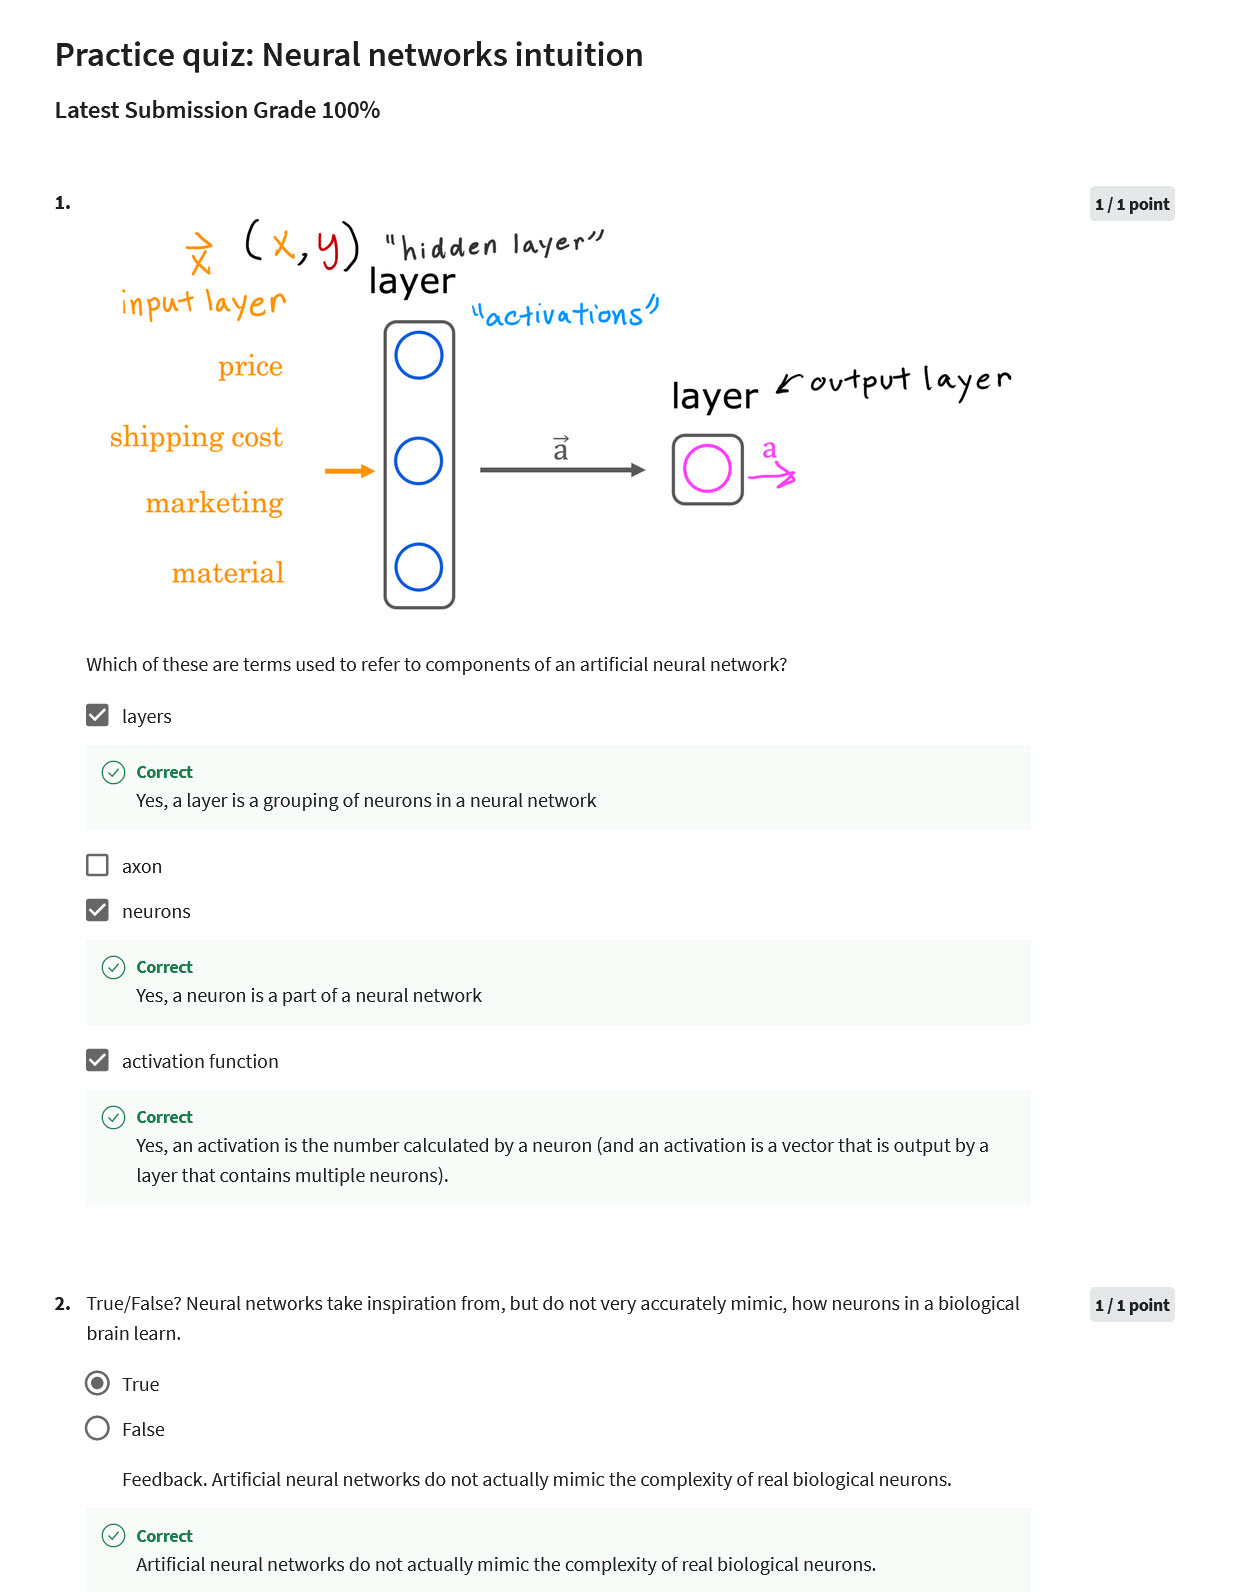 Practice quiz: Neural networks intuition
Latest Submission Grade 100%
1.
1 / 1 point
x⃗ (x, y) "hidden layer"
layer
input layer
"activations"
price
layer ↙ output layer
shipping cost
a⃗
a
marketing
material
Which of these are terms used to refer to components of an artificial neural network?
layers
Correct
Yes, a layer is a grouping of neurons in a neural network
axon
neurons
Correct
Yes, a neuron is a part of a neural network
activation function
Correct
Yes, an activation is the number calculated by a neuron (and an activation is a vector that is output by a
layer that contains multiple neurons).
2. True/False? Neural networks take inspiration from, but do not very accurately mimic, how neurons in a biological
brain learn.
1 / 1 point
True
False
Feedback. Artificial neural networks do not actually mimic the complexity of real biological neurons.
Correct
Artificial neural networks do not actually mimic the complexity of real biological neurons.